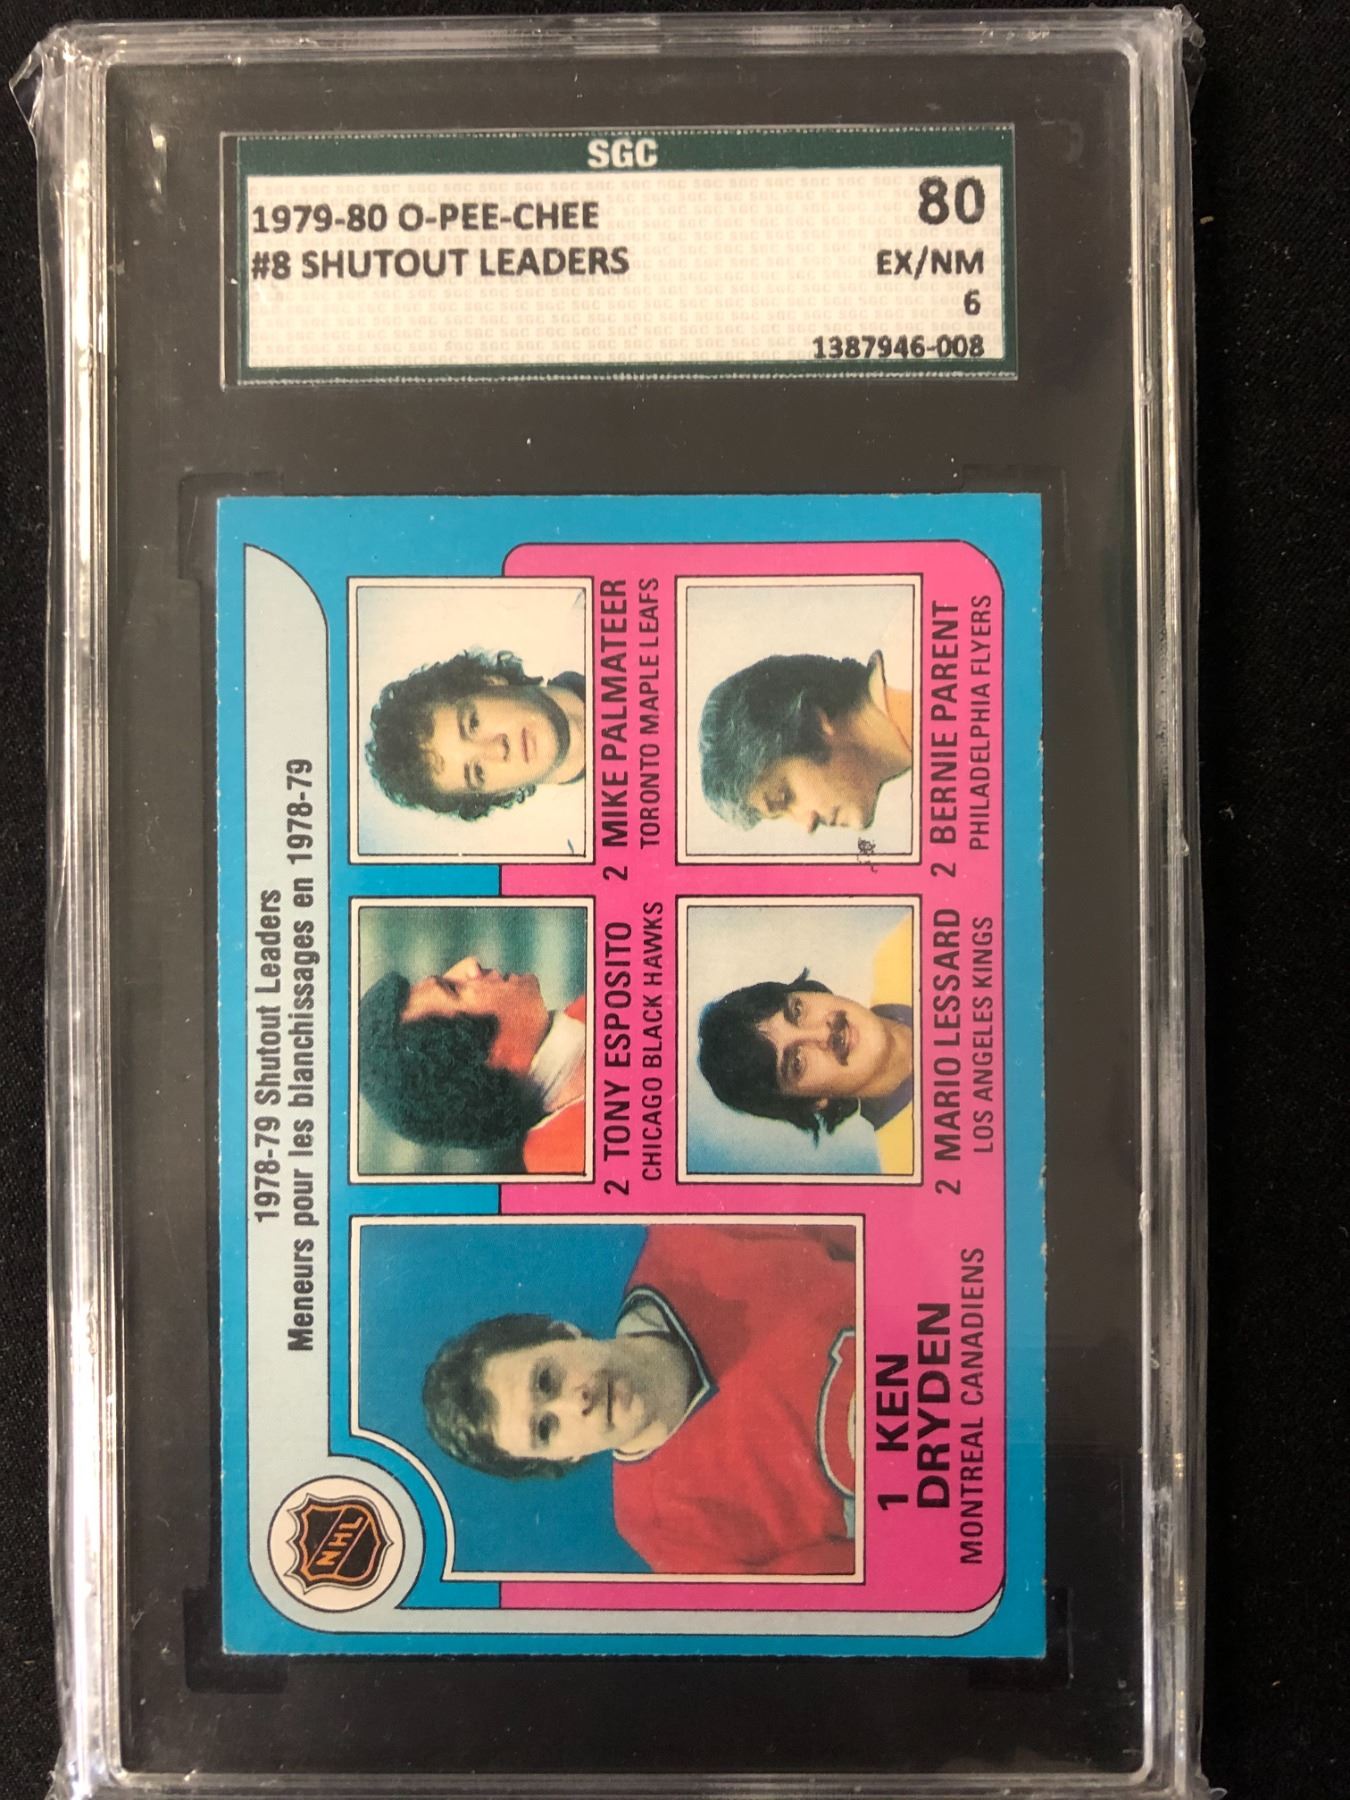 SGC
1979-80 O-PEE-CHEE
#8 SHUTOUT LEADERS
80
EX/NM
6
1387946-008
1978-79 Shutout Leaders
Meneurs pour les blanchissages en 1978-79
NHL
1 KEN
DRYDEN
MONTREAL CANADIENS
2 TONY ESPOSITO
CHICAGO BLACK HAWKS
2 MIKE PALMATEER
TORONTO MAPLE LEAFS
2 MARIO LESSARD
LOS ANGELES KINGS
2 BERNIE PARENT
PHILADELPHIA FLYERS